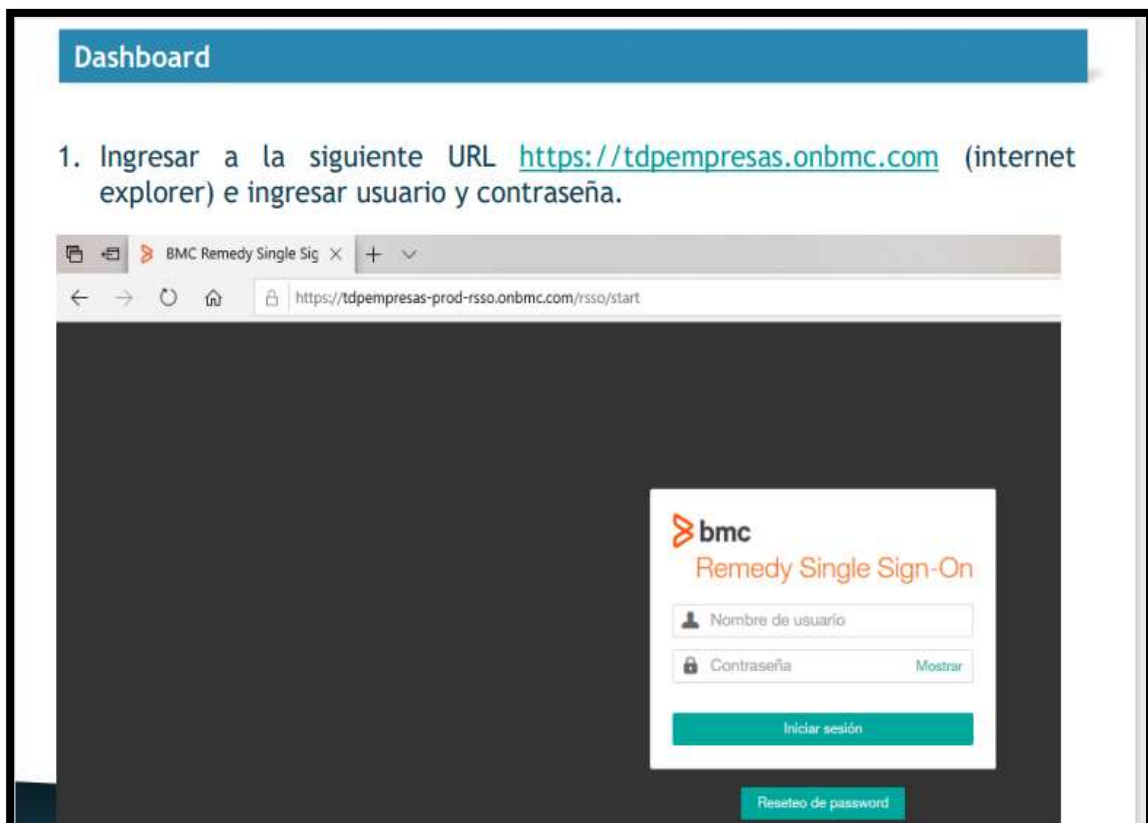 Dashboard
1. Ingresar a la siguiente URL https://tdpempresas.onbmc.com (internet
explorer) e ingresar usuario y contraseña.
BMC Remedy Single Sig
https://tdpempresas-prod-rsso.onbmc.com/rsso/start
bmc
Remedy Single Sign-On
Nombre de usuario
Contraseña Mostrar
Iniciar sesión
Reseteo de password